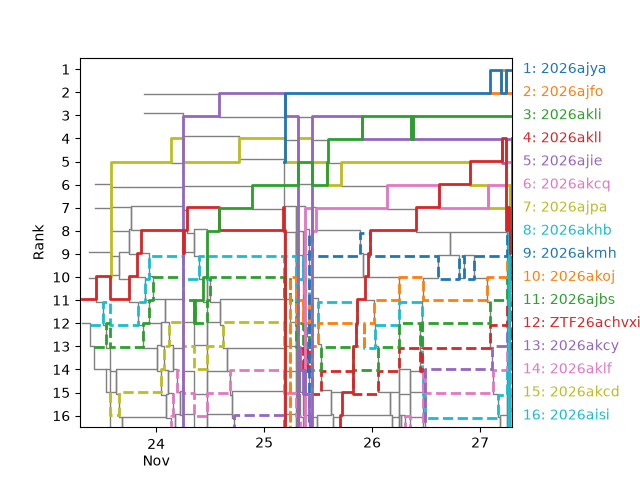 1
2
3
4
5
6
7
8
9
10
11
12
13
14
15
16
Rank
24
25
26
27
Nov
1: 2026ajya
2: 2026ajfo
3: 2026akli
4: 2026akll
5: 2026ajie
6: 2026akcq
7: 2026ajpa
8: 2026akhb
9: 2026akmh
10: 2026akoj
11: 2026ajbs
12: ZTF26achvxi
13: 2026akcy
14: 2026aklf
15: 2026akcd
16: 2026aisi